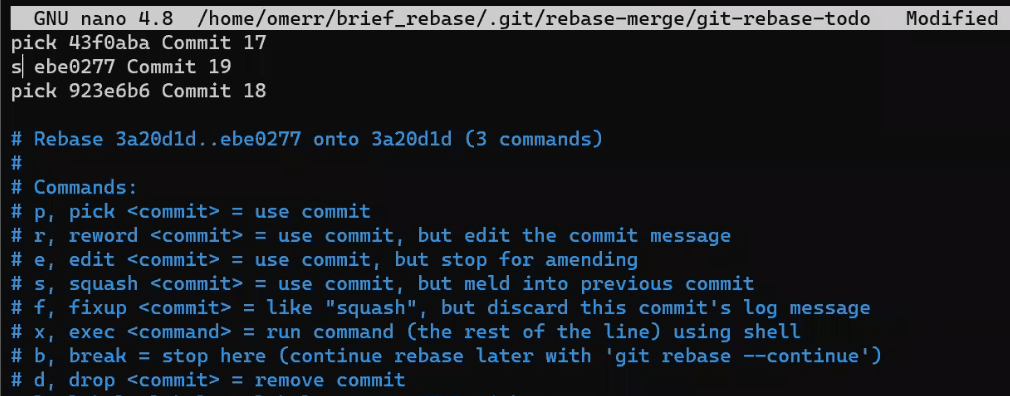 GNU nano 4.8 /home/omerr/brief_rebase/.git/rebase-merge/git-rebase-todo Modified
pick 43f0aba Commit 17
s ebe0277 Commit 19
pick 923e6b6 Commit 18
# Rebase 3a20d1d..ebe0277 onto 3a20d1d (3 commands)
#
# Commands:
# p, pick <commit> = use commit
# r, reword <commit> = use commit, but edit the commit message
# e, edit <commit> = use commit, but stop for amending
# s, squash <commit> = use commit, but meld into previous commit
# f, fixup <commit> = like "squash", but discard this commit's log message
# x, exec <command> = run command (the rest of the line) using shell
# b, break = stop here (continue rebase later with 'git rebase --continue')
# d, drop <commit> = remove commit